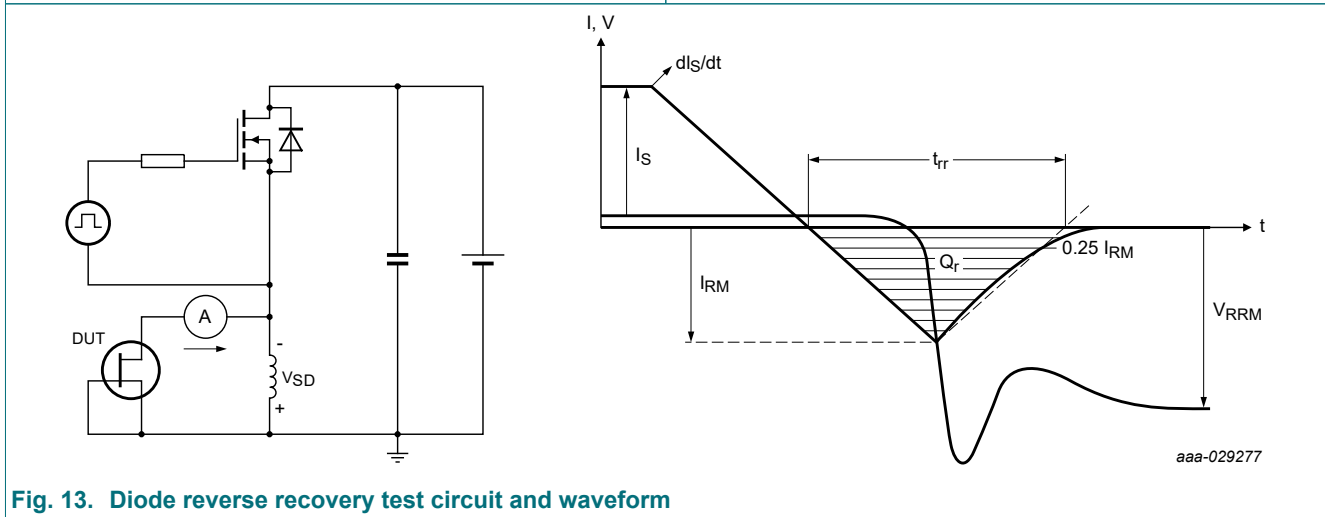 A
DUT
-
VSD
+
I, V
dIS/dt
IS
trr
t
Qr
0.25 IRM
IRM
VRRM
aaa-029277
Fig. 13. Diode reverse recovery test circuit and waveform